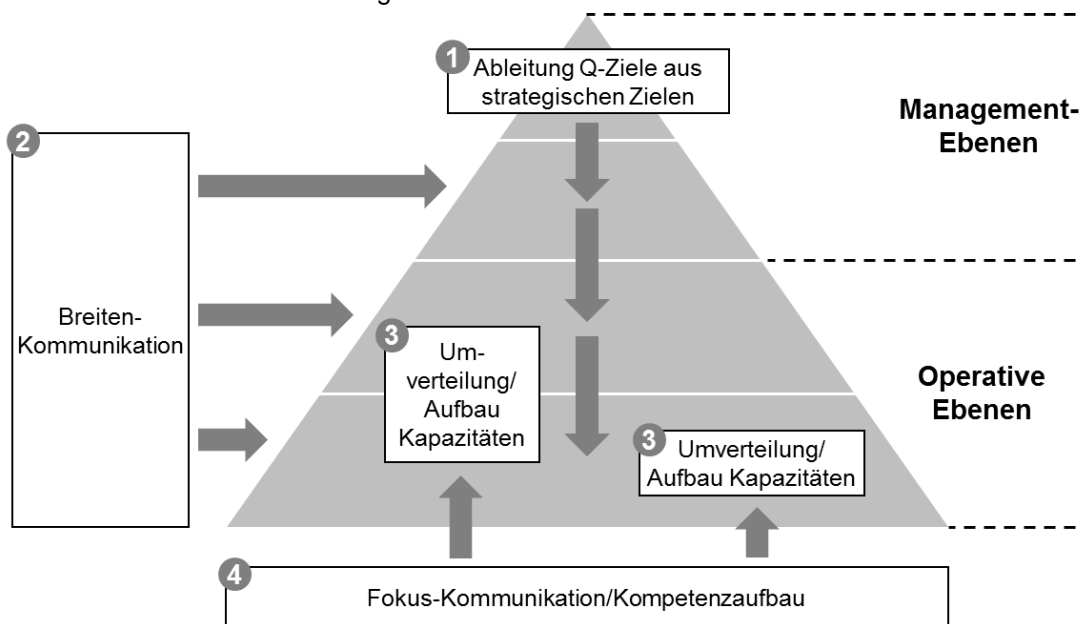 1
Ableitung Q-Ziele aus
strategischen Zielen
Management-
Ebenen
2
Breiten-
Kommunikation
3
Um-
verteilung/
Aufbau
Kapazitäten
Operative
Ebenen
3
Umverteilung/
Aufbau Kapazitäten
4
Fokus-Kommunikation/Kompetenzaufbau